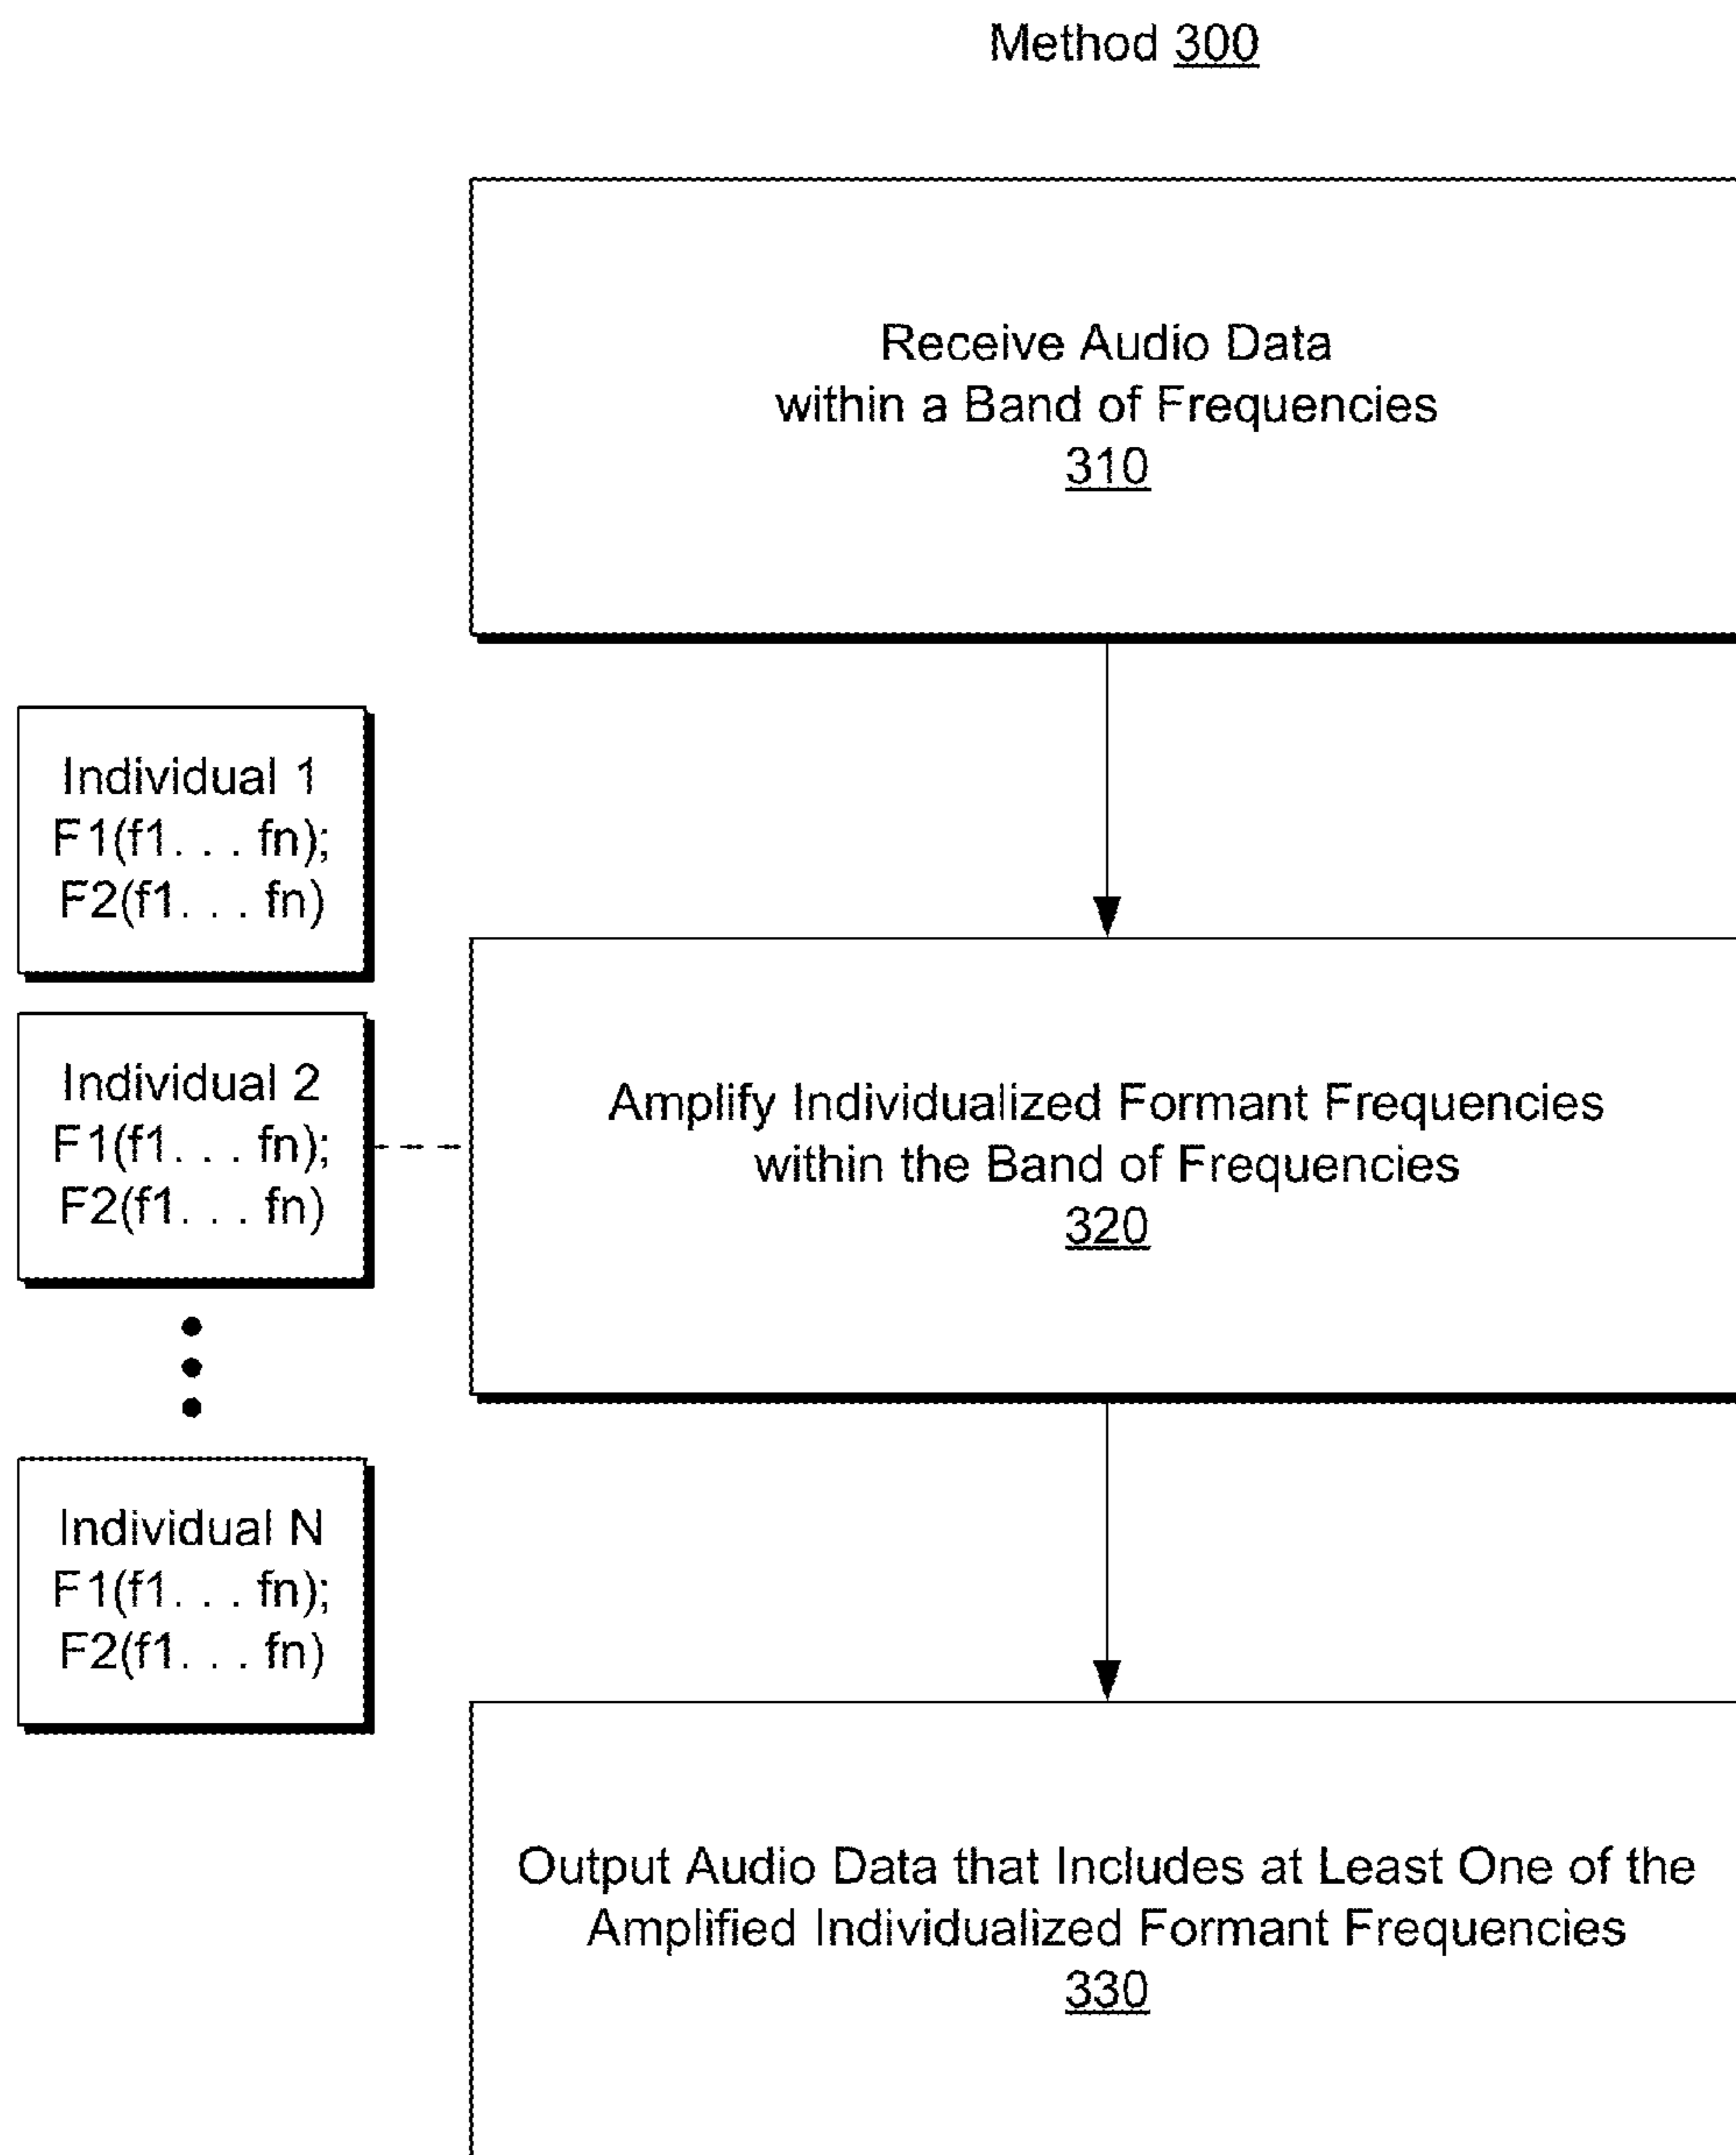 Method 300
Receive Audio Data
within a Band of Frequencies
310
Individual 1
F1(f1. . . fn);
F2(f1. . . fn)
Individual 2
F1(f1. . . fn);
F2(f1. . . fn)
Amplify Individualized Formant Frequencies
within the Band of Frequencies
320
Individual N
F1(f1. . . fn);
F2(f1. . . fn)
Output Audio Data that Includes at Least One of the
Amplified Individualized Formant Frequencies
330